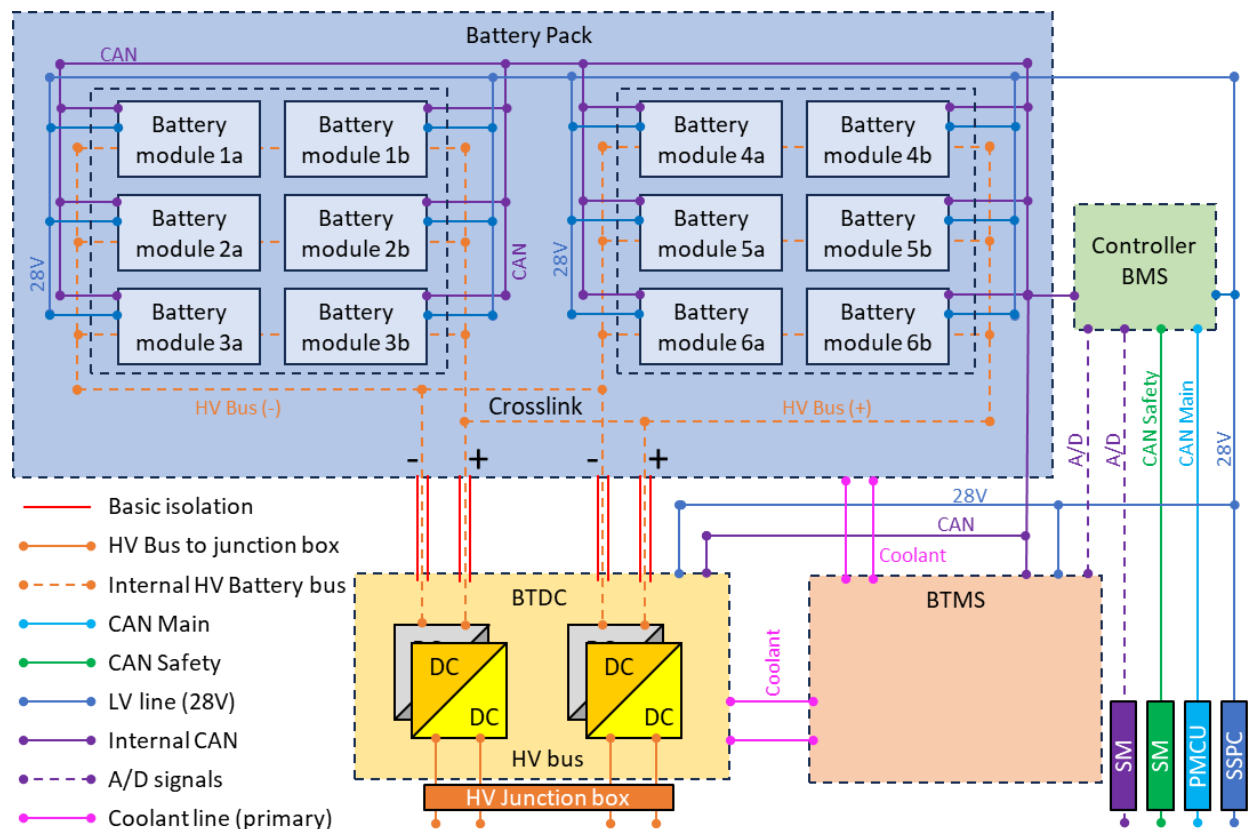 Battery Pack
CAN
Battery
module 1a
Battery
module 1b
Battery
module 4a
Battery
module 4b
Battery
module 2a
Battery
module 2b
Battery
module 5a
Battery
module 5b
28V
CAN
28V
Battery
module 3a
Battery
module 3b
Battery
module 6a
Battery
module 6b
Controller
BMS
HV Bus (-)
Crosslink
HV Bus (+)
A/D
A/D
CAN Safety
CAN Main
28V
-
+
-
+
Basic isolation
HV Bus to junction box
Internal HV Battery bus
CAN Main
CAN Safety
LV line (28V)
Internal CAN
A/D signals
Coolant line (primary)
28V
CAN
Coolant
BTDC
DC
DC
DC
DC
HV bus
HV Junction box
Coolant
BTMS
SM
SM
PMCU
SSPC